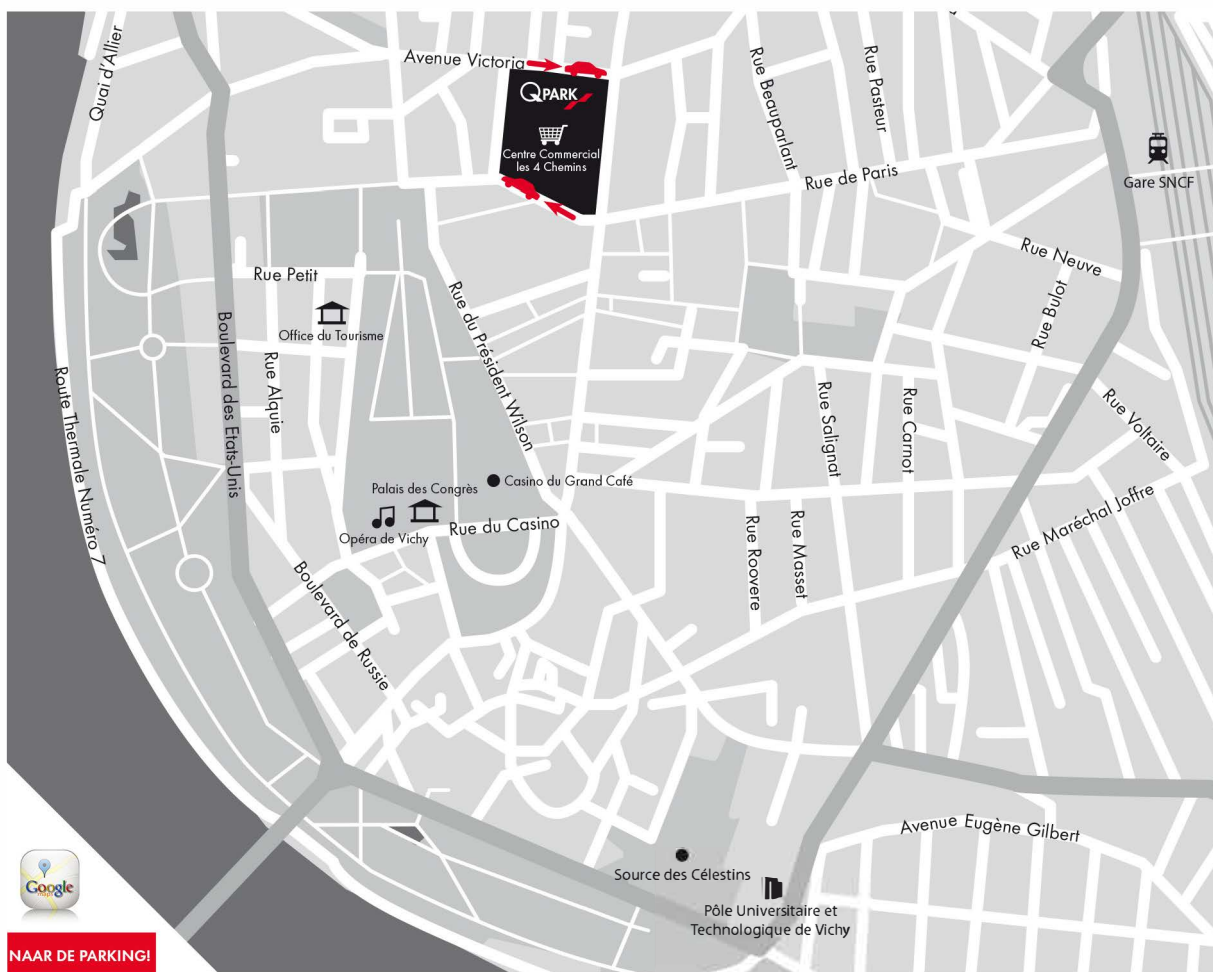 Quai d'Allier
Avenue Victoria
QPARK
Centre Commercial
les 4 Chemins
Rue Beauparlant
Rue Pasteur
Rue de Paris
Gare SNCF
Rue Neuve
Rue Bulot
Rue Petit
Office du Tourisme
Rue Alquie
Boulevard des Etats-Unis
Route Thermale Numéro 7
Rue du Président Wilson
Rue Salignat
Rue Carnot
Rue Voltaire
Casino du Grand Café
Palais des Congrès
Opéra de Vichy
Rue du Casino
Rue Roovere
Rue Masset
Rue Maréchal Joffre
Boulevard de Russie
Avenue Eugène Gilbert
Source des Célestins
Pôle Universitaire et
Technologique de Vichy
Google
maps
NAAR DE PARKING!